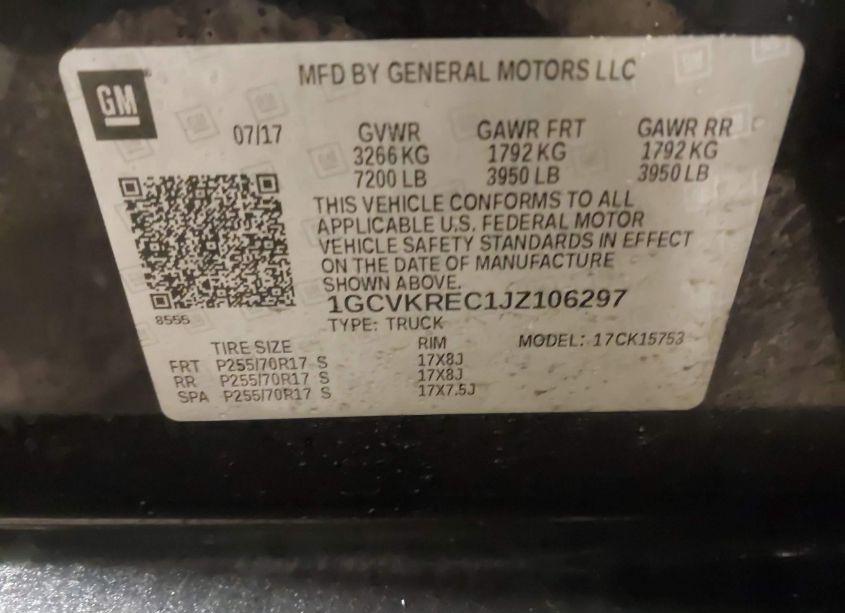 GM
MFD BY GENERAL MOTORS LLC
07/17 GVWR GAWR FRT GAWR RR
3266 KG 1792 KG 1792 KG
7200 LB 3950 LB 3950 LB
THIS VEHICLE CONFORMS TO ALL
APPLICABLE U.S. FEDERAL MOTOR
VEHICLE SAFETY STANDARDS IN EFFECT
ON THE DATE OF MANUFACTURE
SHOWN ABOVE.
1GCVKREC1JZ106297
8555
TYPE: TRUCK
TIRE SIZE RIM MODEL: 17CK15753
FRT P255/70R17 S 17X8J
RR P255/70R17 S 17X8J
SPA P255/70R17 S 17X7.5J